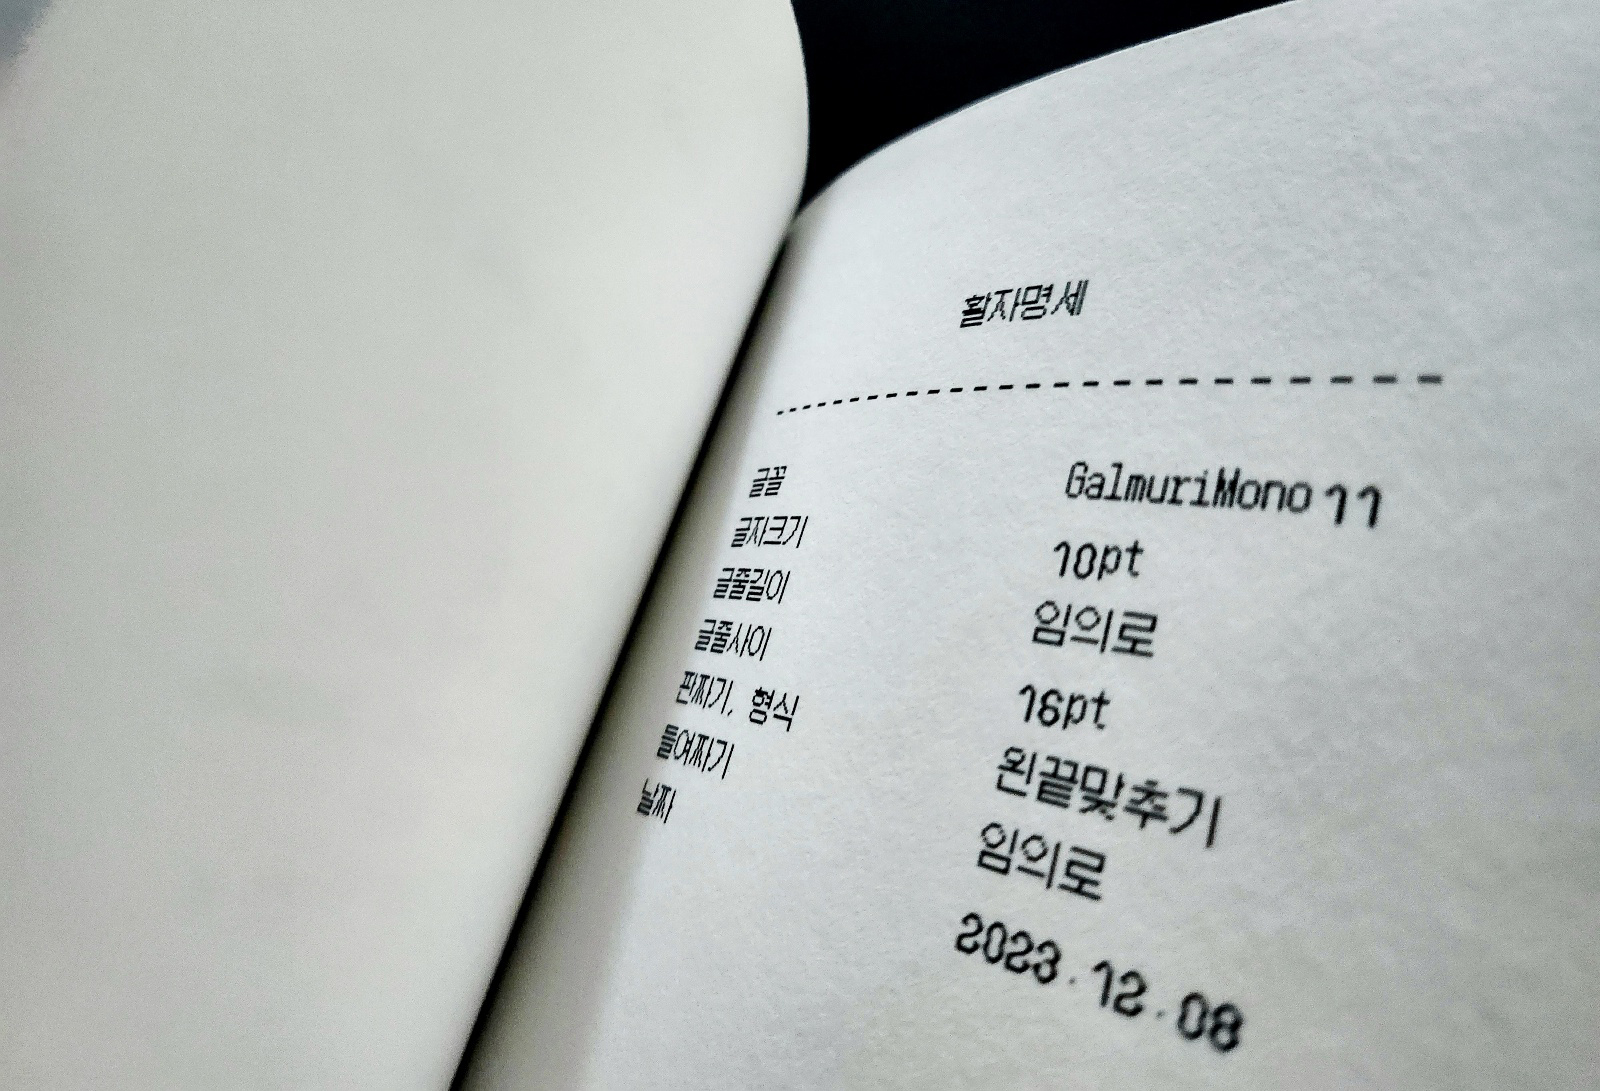 활자명세
글꼴 GalmuriMono11
글자크기 10pt
글줄길이 임의로
글줄사이 16pt
판짜기, 형식 왼끝맞추기
들여짜기 임의로
날짜 2023.12.08